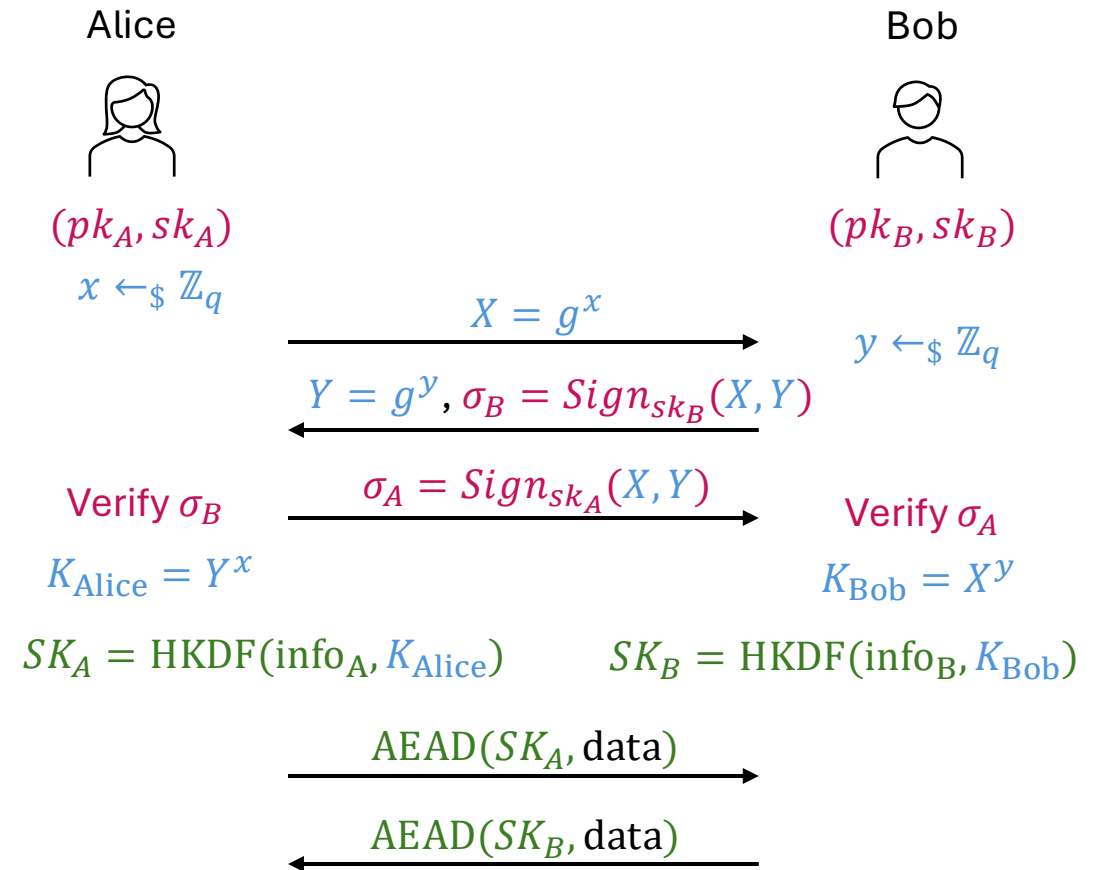 Alice Bob
(pk_A, sk_A) (pk_B, sk_B)
x ←_$ ℤ_q
X = g^x
y ←_$ ℤ_q
Y = g^y, σ_B = Sign_{sk_B}(X, Y)
σ_A = Sign_{sk_A}(X, Y)
Verify σ_B Verify σ_A
K_Alice = Y^x K_Bob = X^y
SK_A = HKDF(info_A, K_Alice) SK_B = HKDF(info_B, K_Bob)
AEAD(SK_A, data)
AEAD(SK_B, data)